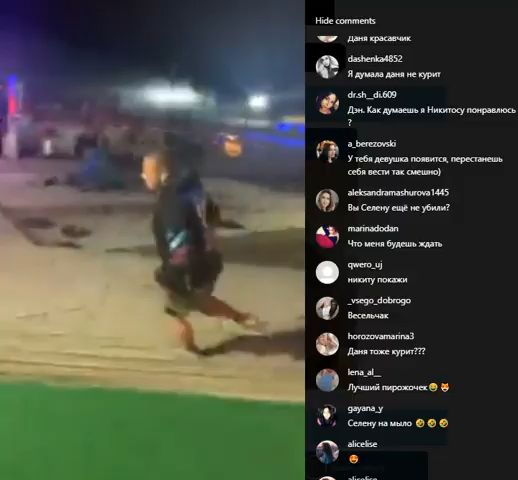 Hide comments
Даня красавчик
dashenka4852
Я думала даня не курит
dr.sh__di.609
Дэн. Как думаешь я Никитосу понравлюсь
?
a_berezovski
У тебя девушка появится, перестанешь
себя вести так смешно)
aleksandramashurova1445
Вы Селену ещё не убили?
marinadodan
Что меня будешь ждать
qwero_uj
никиту покажи
_vsego_dobrogo
Весельчак
horozovamarina3
Даня тоже курит???
lena_al__
Лучший пирожочек😂😻
gayana_y
Селену на мыло 🤣🤣🤣
alicelise
😍
alicelise